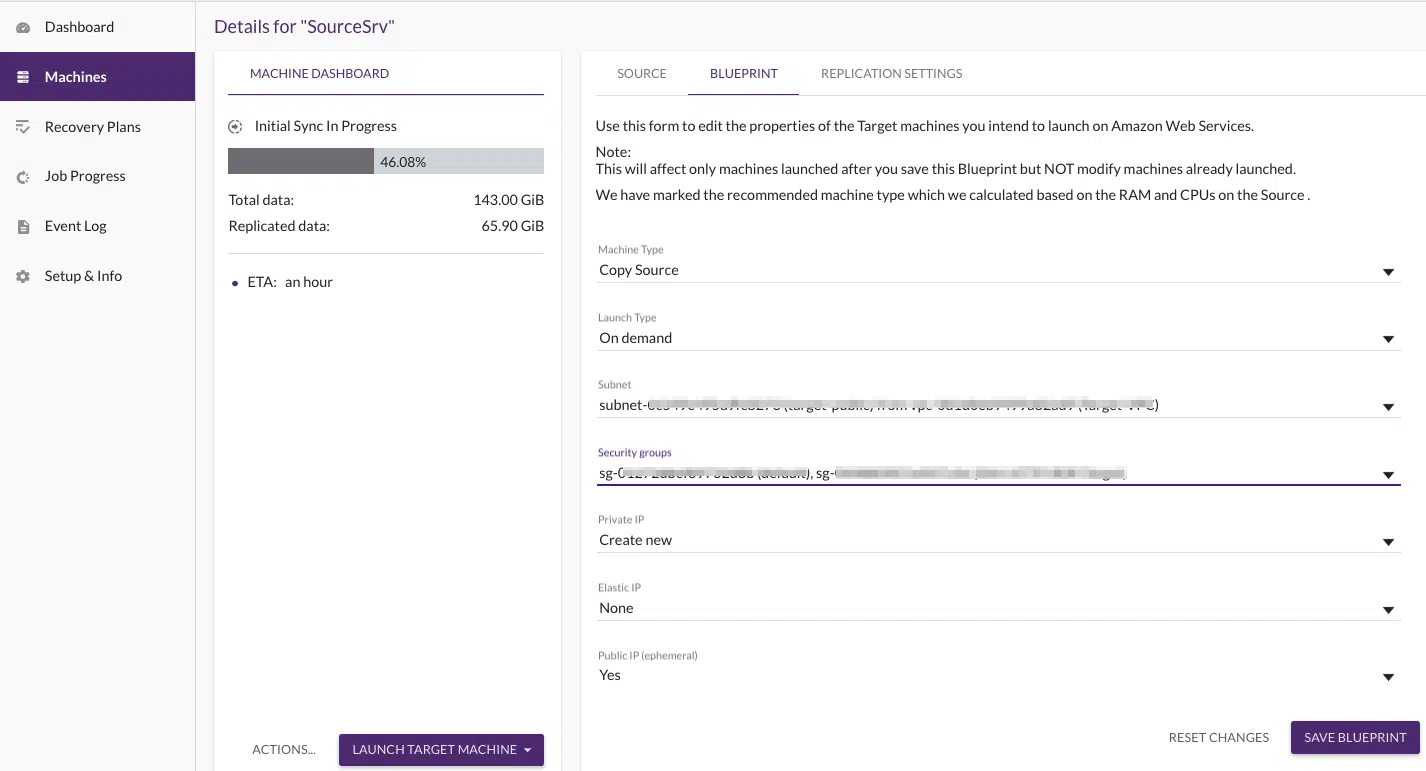 Dashboard
Machines
Recovery Plans
Job Progress
Event Log
Setup & Info
Details for "SourceSrv"
MACHINE DASHBOARD
Initial Sync In Progress
46.08%
Total data: 143.00 GiB
Replicated data: 65.90 GiB
ETA: an hour
ACTIONS...
LAUNCH TARGET MACHINE
SOURCE BLUEPRINT REPLICATION SETTINGS
Use this form to edit the properties of the Target machines you intend to launch on Amazon Web Services.
Note:
This will affect only machines launched after you save this Blueprint but NOT modify machines already launched.
We have marked the recommended machine type which we calculated based on the RAM and CPUs on the Source .
Machine Type
Copy Source
Launch Type
On demand
Subnet
subnet-
Security groups
sg- (default), sg-
Private IP
Create new
Elastic IP
None
Public IP (ephemeral)
Yes
RESET CHANGES
SAVE BLUEPRINT